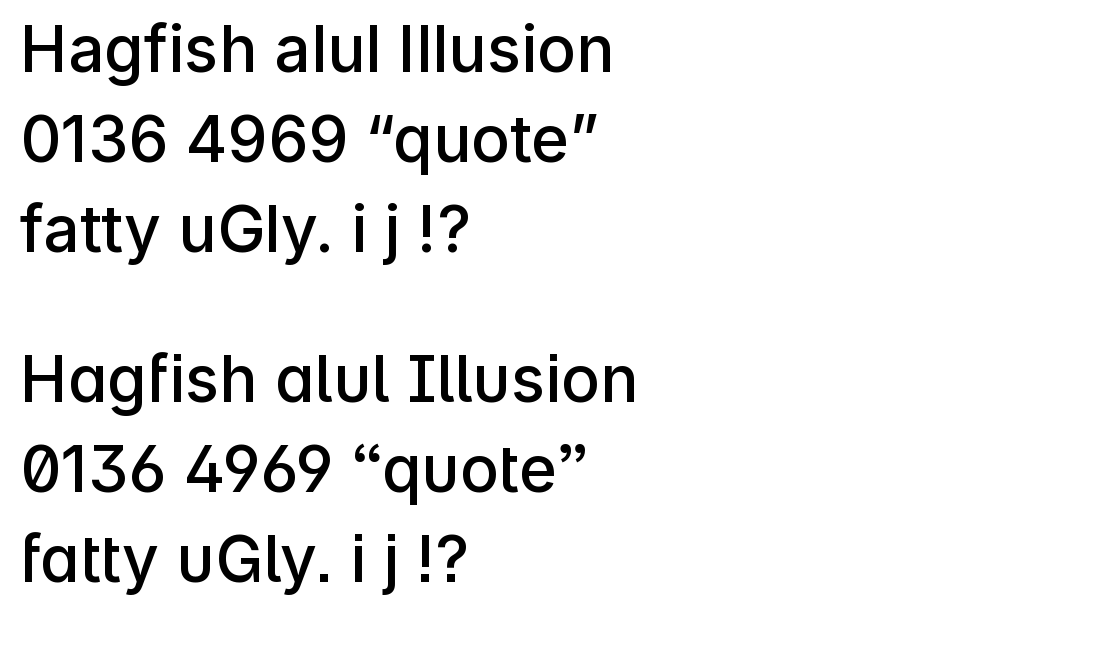 Hagfish alul Illusion
0136 4969 “quote”
fatty uGly. i j !?
Hagfish alul Illusion
0136 4969 “quote”
fatty uGly. i j !?